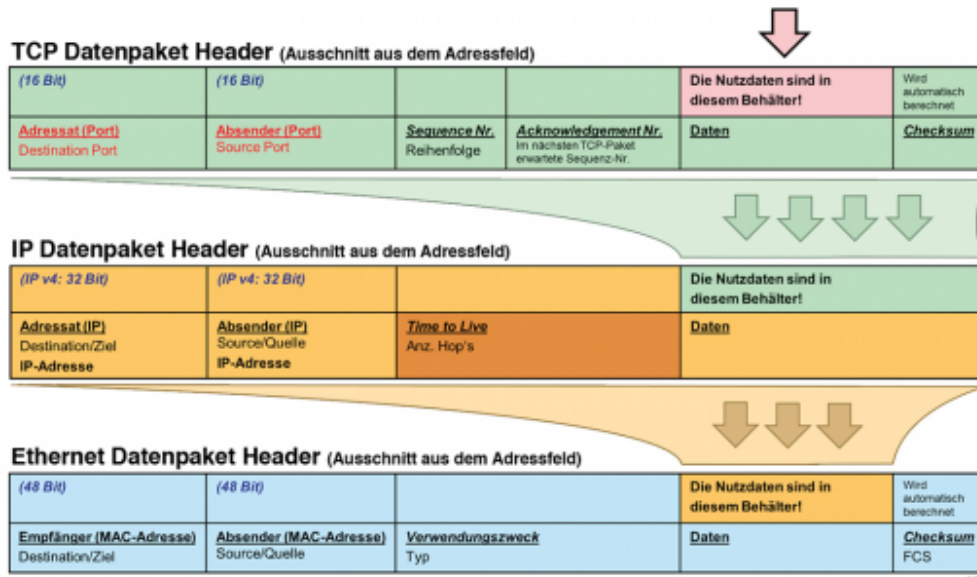 TCP Datenpaket Header (Ausschnitt aus dem Adressfeld)
(16 Bit)
(16 Bit)
Die Nutzdaten sind in
diesem Behälter!
Wird
automatisch
berechnet
Adressat (Port)
Destination Port
Absender (Port)
Source Port
Sequence Nr.
Reihenfolge
Acknowledgement Nr.
Im nächsten TCP-Paket
erwartete Sequenz-Nr.
Daten
Checksum
IP Datenpaket Header (Ausschnitt aus dem Adressfeld)
(IP v4: 32 Bit)
(IP v4: 32 Bit)
Die Nutzdaten sind in
diesem Behälter!
Adressat (IP)
Destination/Ziel
IP-Adresse
Absender (IP)
Source/Quelle
IP-Adresse
Time to Live
Anz. Hop's
Daten
Ethernet Datenpaket Header (Ausschnitt aus dem Adressfeld)
(48 Bit)
(48 Bit)
Die Nutzdaten sind in
diesem Behälter!
Wird
automatisch
berechnet
Empfänger (MAC-Adresse)
Destination/Ziel
Absender (MAC-Adresse)
Source/Quelle
Verwendungszweck
Typ
Daten
Checksum
FCS